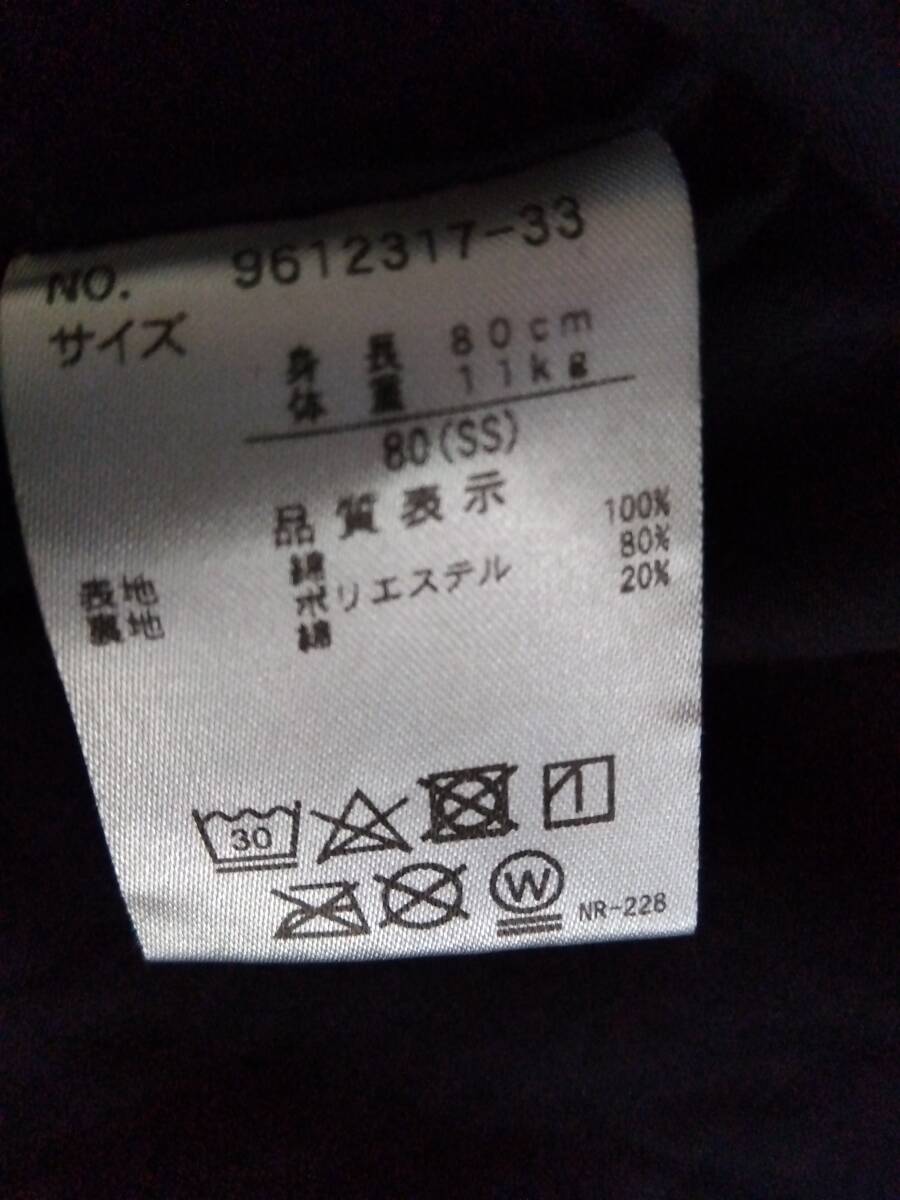 NO. 9612317-33
サイズ
身長 80cm
体重 11kg
80(SS)
品質表示
表地 綿 100%
裏地 ポリエステル 80%
綿 20%
30
W
NR-228